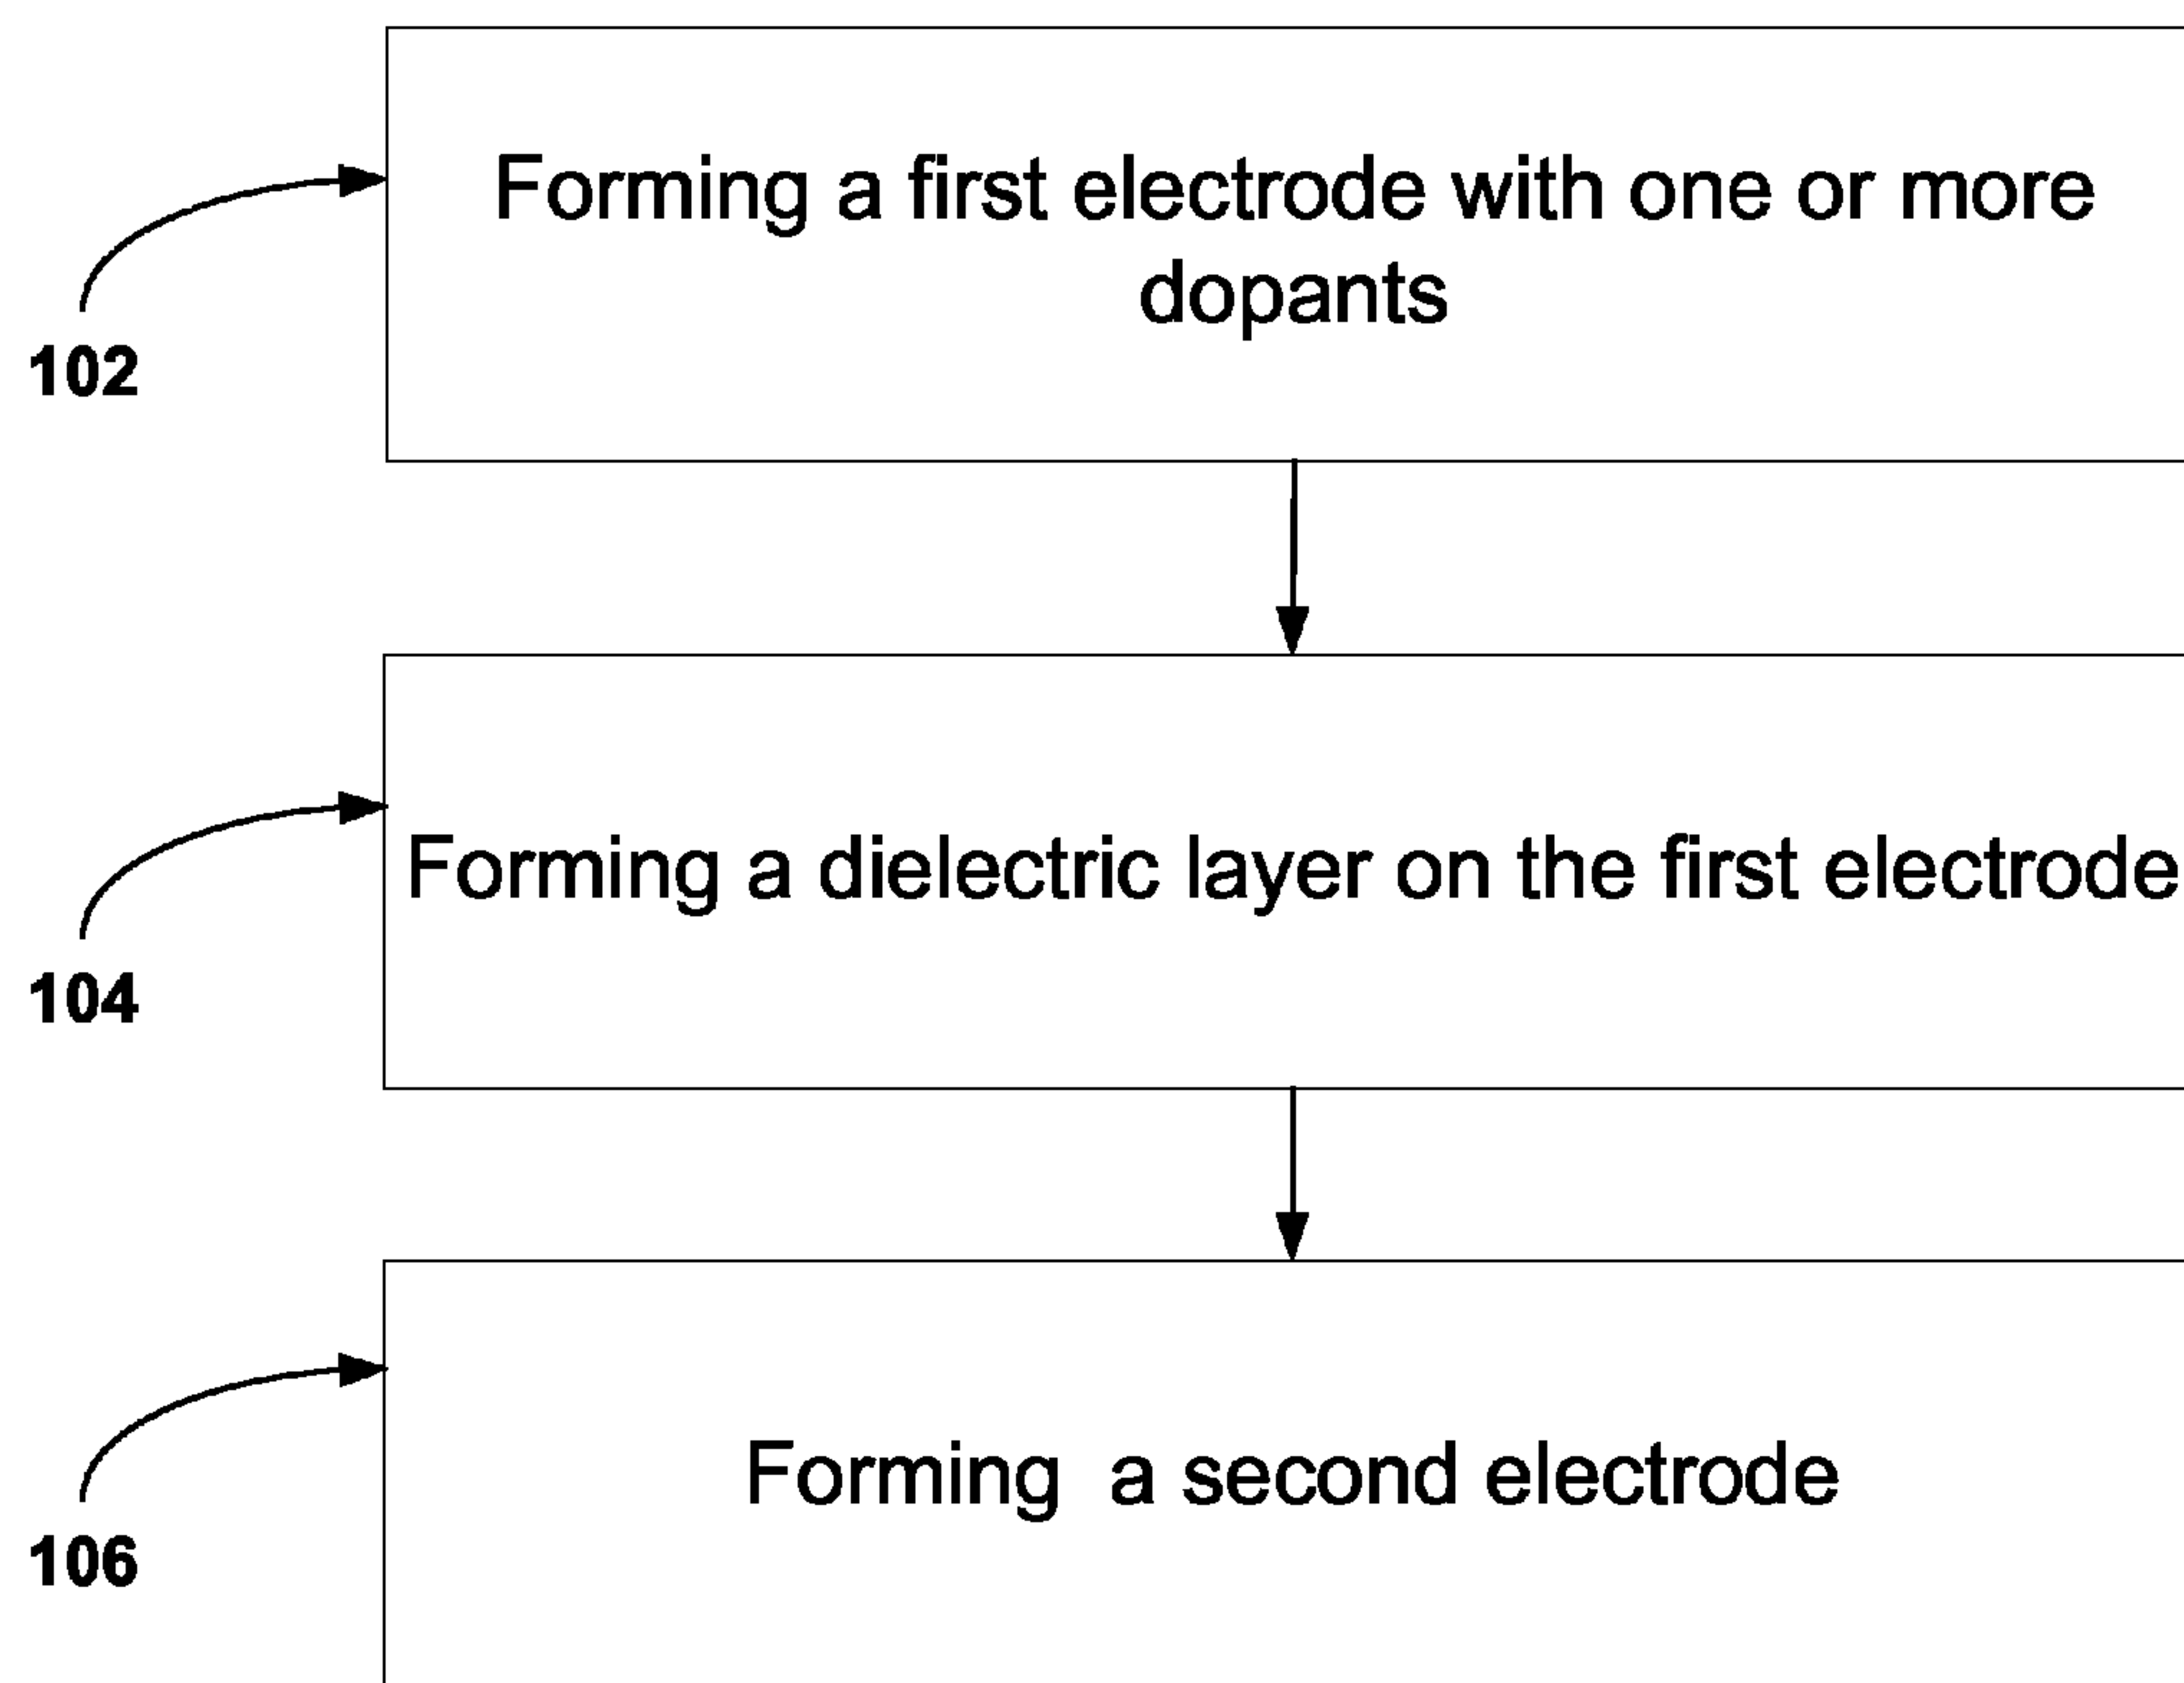 Forming a first electrode with one or more
dopants
102
Forming a dielectric layer on the first electrode
104
Forming a second electrode
106